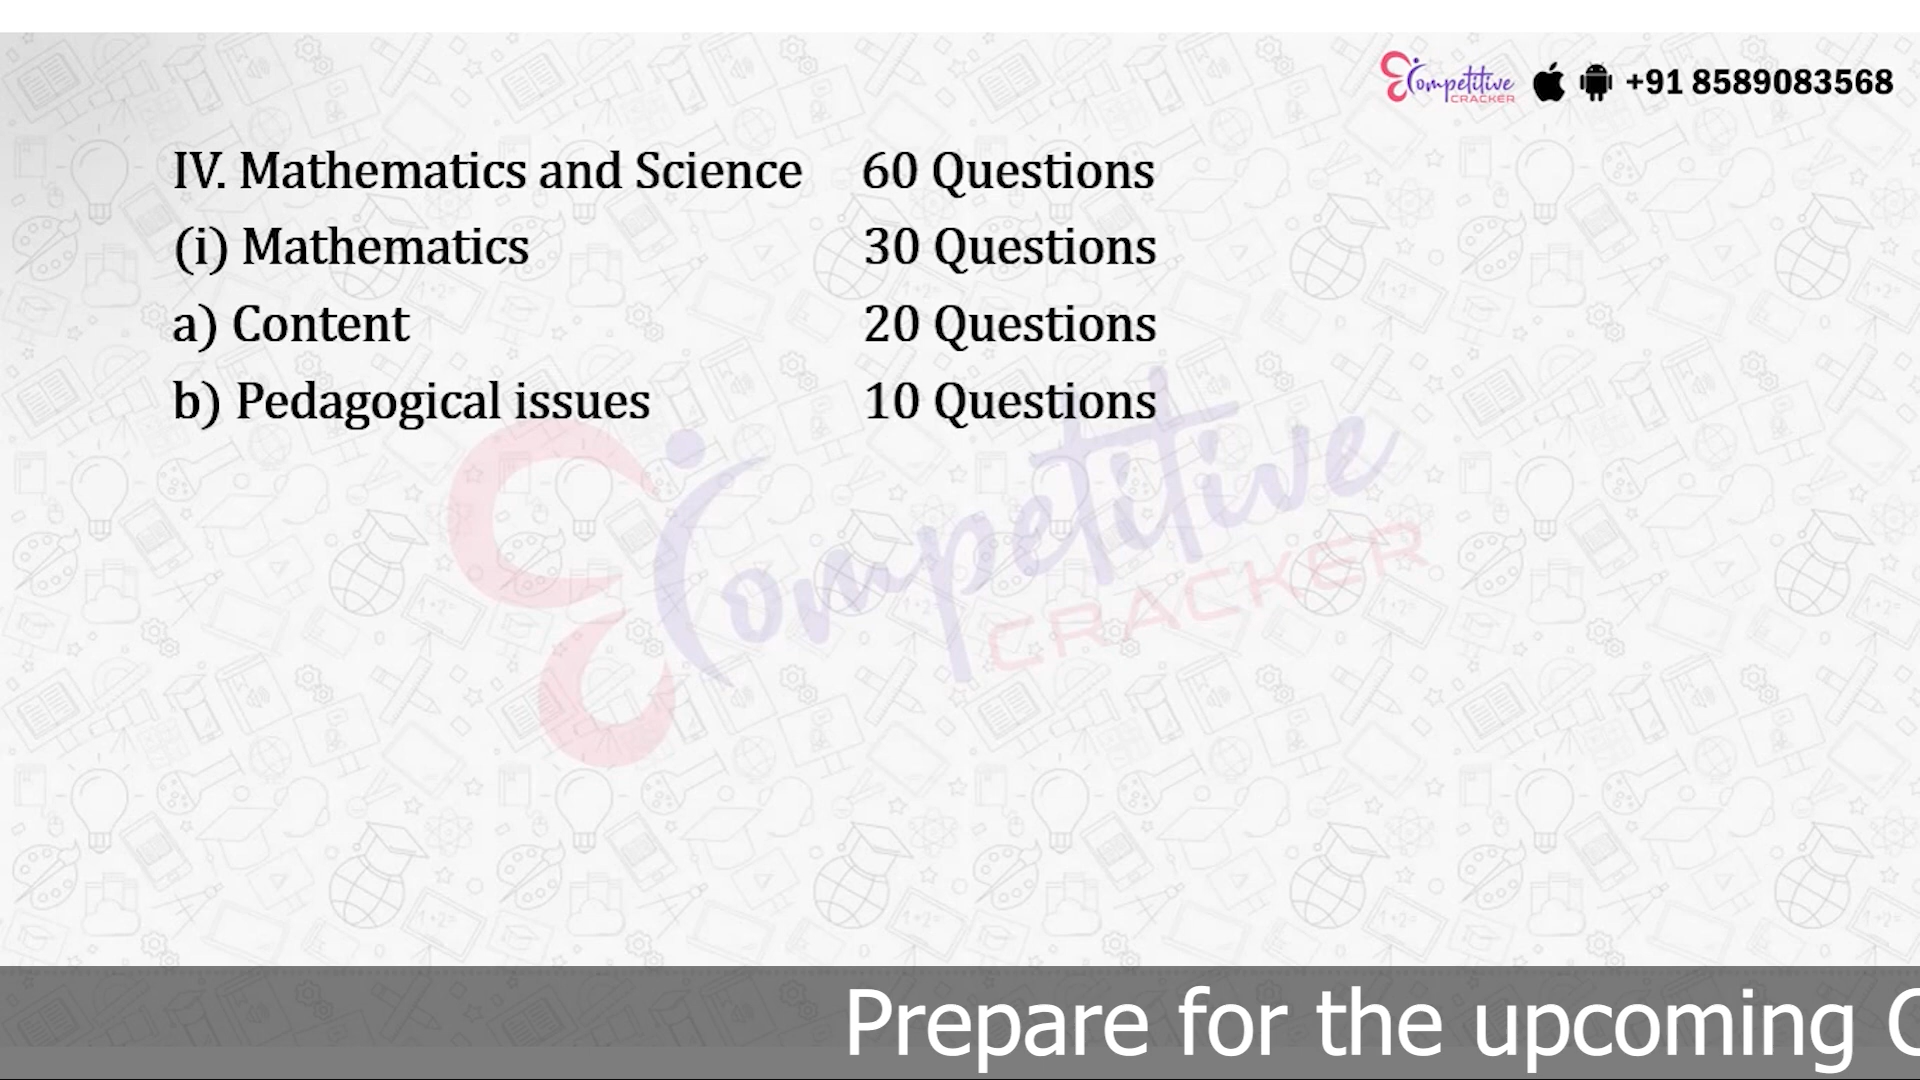 Competitive CRACKER +91 8589083568
IV. Mathematics and Science 60 Questions
(i) Mathematics 30 Questions
a) Content 20 Questions
b) Pedagogical issues 10 Questions
Competitive
CRACKER
Prepare for the upcoming C